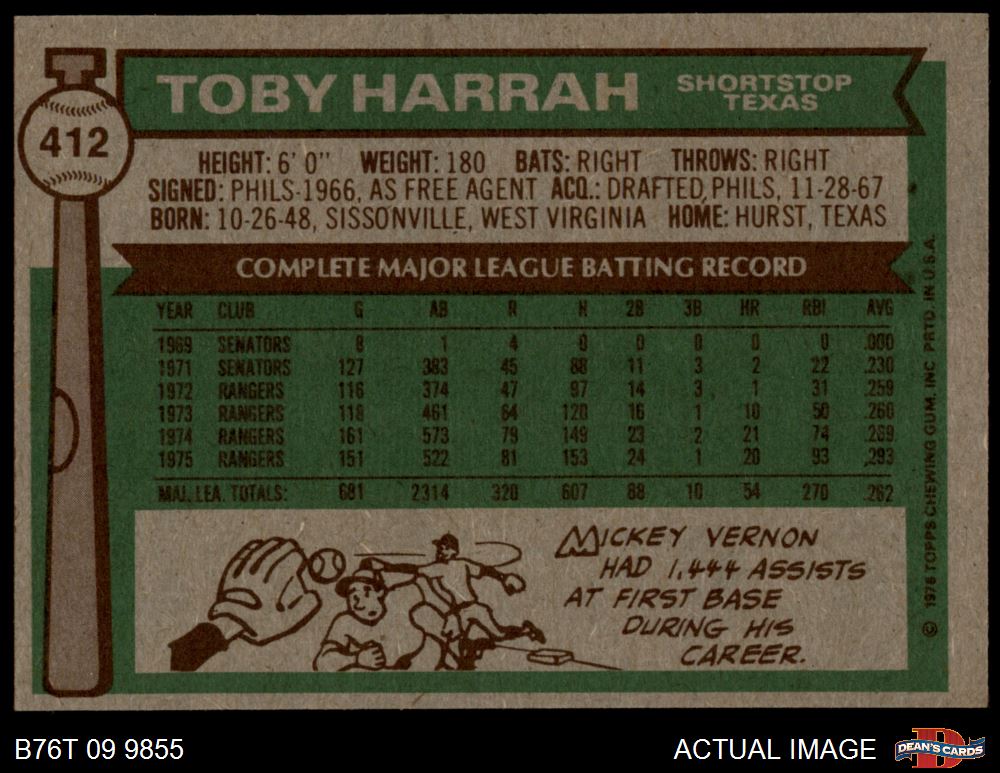 412
TOBY HARRAH
SHORTSTOP
TEXAS
HEIGHT: 6' 0" WEIGHT: 180 BATS: RIGHT THROWS: RIGHT
SIGNED: PHILS-1966, AS FREE AGENT ACQ.: DRAFTED, PHILS, 11-28-67
BORN: 10-26-48, SISSONVILLE, WEST VIRGINIA HOME: HURST, TEXAS
COMPLETE MAJOR LEAGUE BATTING RECORD
YEAR CLUB G AB R H 2B 3B HR RBI AVG
1969 SENATORS 8 1 4 0 0 0 0 0 .000
1971 SENATORS 127 383 45 88 11 3 2 22 .230
1972 RANGERS 116 374 47 97 14 3 1 31 .259
1973 RANGERS 118 461 64 120 16 1 10 50 .260
1974 RANGERS 161 573 79 149 23 2 21 74 .269
1975 RANGERS 151 522 81 153 24 1 20 93 .293
MAJ. LEA. TOTALS: 681 2314 320 607 88 10 54 270 .262
MICKEY VERNON
HAD 1,444 ASSISTS
AT FIRST BASE
DURING HIS
CAREER.
© 1976 TOPPS CHEWING GUM, INC PRTD. IN U.S.A.
B76T 09 9855
ACTUAL IMAGE
D
DEAN'S CARDS